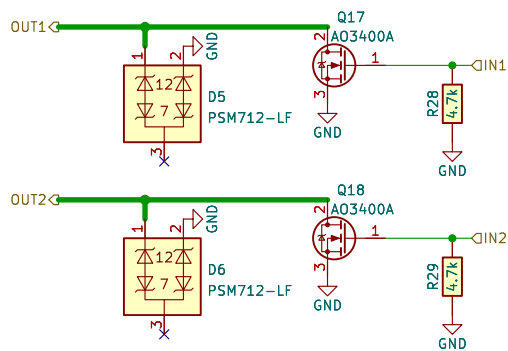 OUT1
1
2
GND
12
7
3
D5
PSM712-LF
Q17
AO3400A
2
1
3
GND
IN1
R28
4.7k
GND
OUT2
1
2
GND
12
7
3
D6
PSM712-LF
Q18
AO3400A
2
1
3
GND
IN2
R29
4.7k
GND